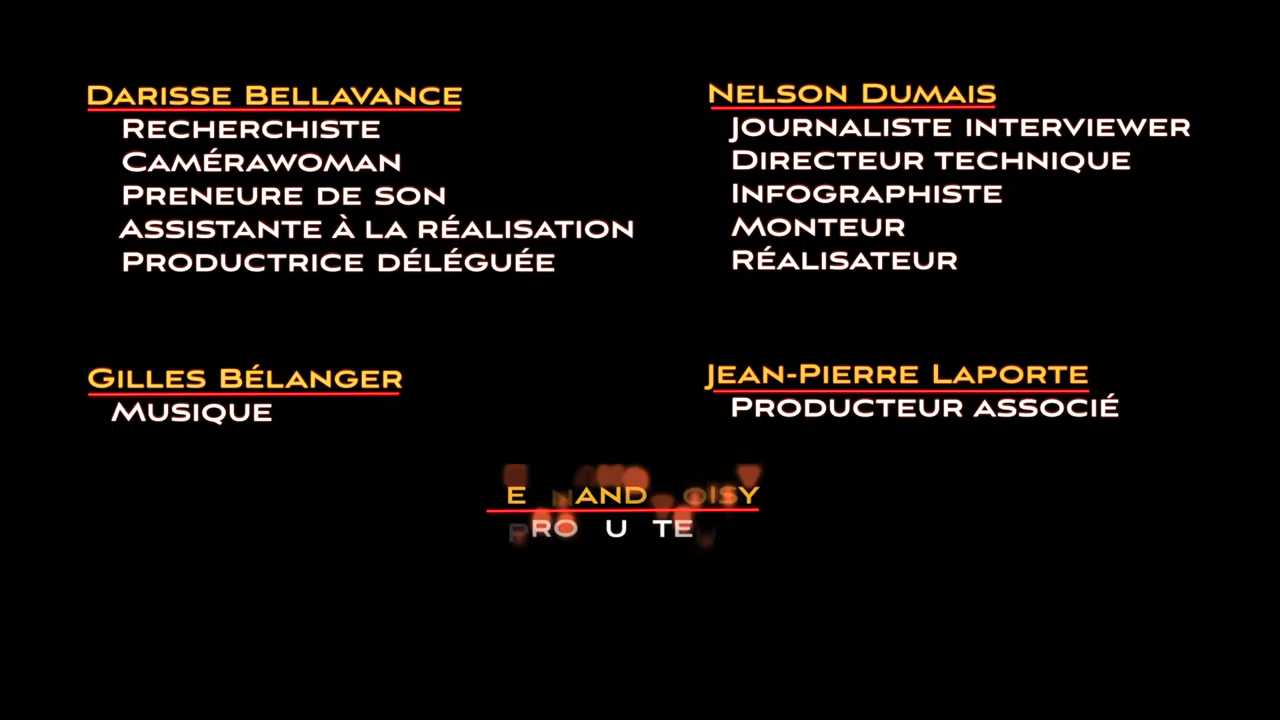 Darisse Bellavance
Recherchiste
Camérawoman
Preneure de son
Assistante à la réalisation
Productrice déléguée
Nelson Dumais
Journaliste interviewer
Directeur technique
Infographiste
Monteur
Réalisateur
Gilles Bélanger
Musique
Jean-Pierre Laporte
Producteur associé